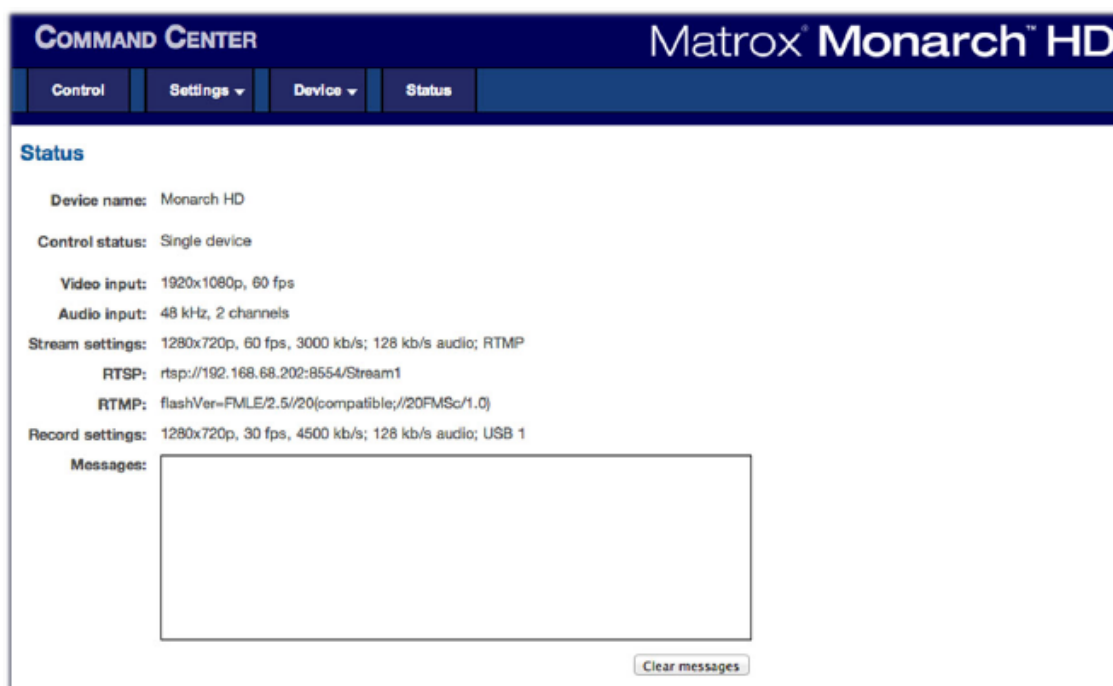 COMMAND CENTER
Matrox® Monarch™ HD
Control Settings Device Status
Status
Device name: Monarch HD
Control status: Single device
Video input: 1920x1080p, 60 fps
Audio input: 48 kHz, 2 channels
Stream settings: 1280x720p, 60 fps, 3000 kb/s; 128 kb/s audio; RTMP
RTSP: rtsp://192.168.68.202:8554/Stream1
RTMP: flashVer=FMLE/2.5//20(compatible;//20FMSc/1.0)
Record settings: 1280x720p, 30 fps, 4500 kb/s; 128 kb/s audio; USB 1
Messages:
Clear messages